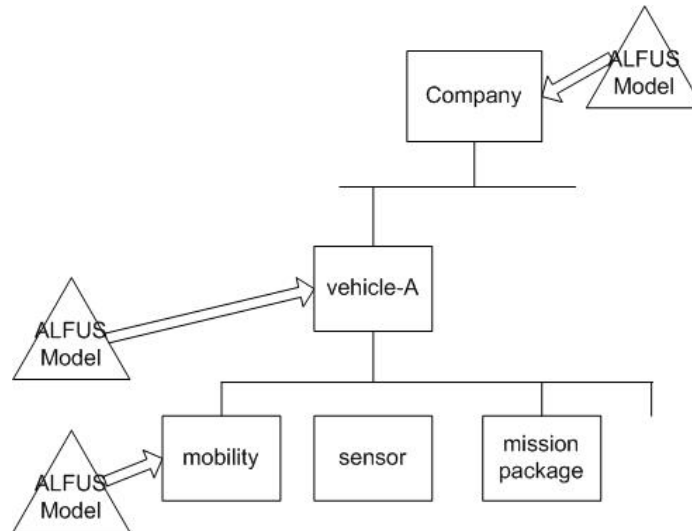 ALFUS
Model
Company
vehicle-A
ALFUS
Model
mobility
sensor
mission
package
ALFUS
Model